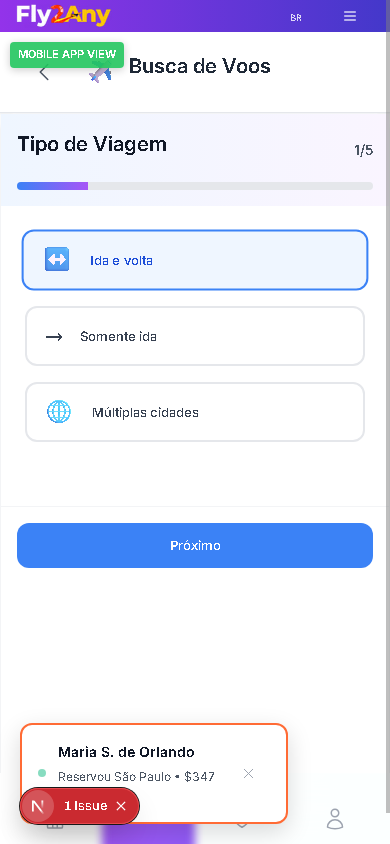 Fly2Any
BR
MOBILE APP VIEW
Busca de Voos
Tipo de Viagem
1/5
Ida e volta
Somente ida
Múltiplas cidades
Próximo
Maria S. de Orlando
Reservou São Paulo • $347
N 1 Issue